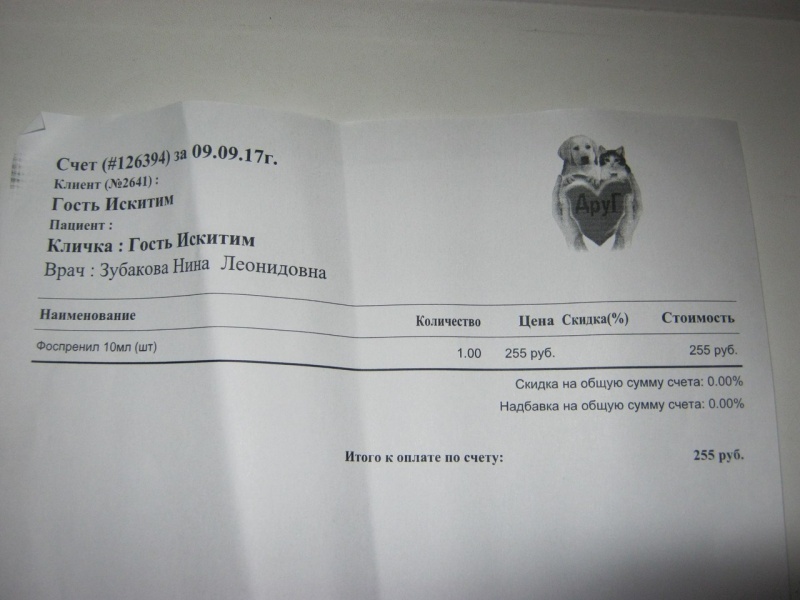 Счет (#126394) за 09.09.17г.
Клиент (№2641) :
Гость Искитим
Пациент :
Кличка : Гость Искитим
Врач : Зубакова Нина Леонидовна
ДруГ
Наименование Количество Цена Скидка(%) Стоимость
Фоспренил 10мл (шт) 1.00 255 руб. 255 руб.
Скидка на общую сумму счета: 0.00%
Надбавка на общую сумму счета: 0.00%
Итого к оплате по счету: 255 руб.